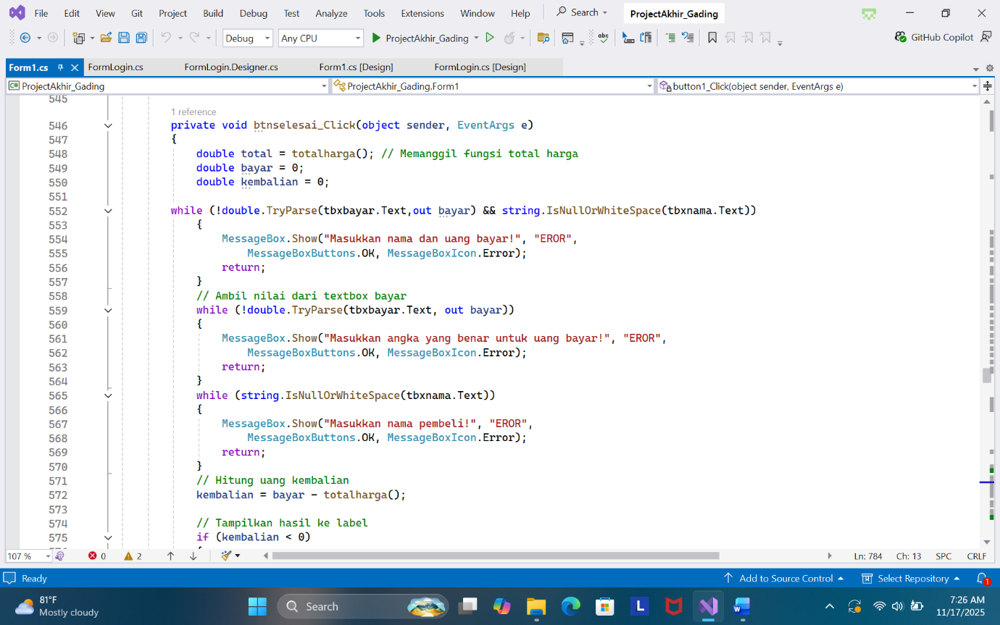 File Edit View Git Project Build Debug Test Analyze Tools Extensions Window Help Search ProjectAkhir_Gading
Debug Any CPU ProjectAkhir_Gading abc GitHub Copilot
Form1.cs FormLogin.cs FormLogin.Designer.cs Form1.cs [Design] FormLogin.cs [Design]
C# ProjectAkhir_Gading ProjectAkhir_Gading.Form1 button1_Click(object sender, EventArgs e)
545
1 reference
546 private void btnselesai_Click(object sender, EventArgs e)
547 {
548 double total = totalharga(); // Memanggil fungsi total harga
549 double bayar = 0;
550 double kembalian = 0;
551
552 while (!double.TryParse(tbxbayar.Text,out bayar) && string.IsNullOrWhiteSpace(tbxnama.Text))
553 {
554 MessageBox.Show("Masukkan nama dan uang bayar!", "EROR",
555 MessageBoxButtons.OK, MessageBoxIcon.Error);
556 return;
557 }
558 // Ambil nilai dari textbox bayar
559 while (!double.TryParse(tbxbayar.Text, out bayar))
560 {
561 MessageBox.Show("Masukkan angka yang benar untuk uang bayar!", "EROR",
562 MessageBoxButtons.OK, MessageBoxIcon.Error);
563 return;
564 }
565 while (string.IsNullOrWhiteSpace(tbxnama.Text))
566 {
567 MessageBox.Show("Masukkan nama pembeli!", "EROR",
568 MessageBoxButtons.OK, MessageBoxIcon.Error);
569 return;
570 }
571 // Hitung uang kembalian
572 kembalian = bayar - totalharga();
573
574 // Tampilkan hasil ke label
575 if (kembalian < 0)
107 % 0 2 Ln: 784 Ch: 13 SPC CRLF
Ready Add to Source Control Select Repository 1
81°F
Mostly cloudy
Search
L
7:26 AM
11/17/2025